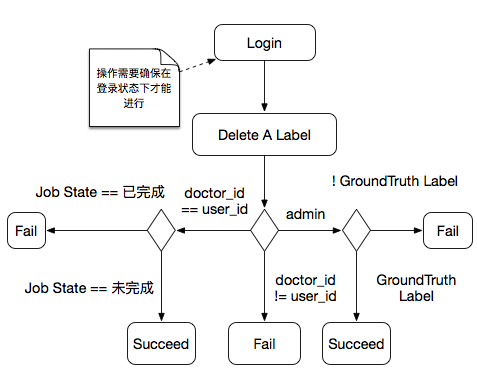 Login
操作需要确保在
登录状态下才能
进行
Delete A Label
! GroundTruth Label
Job State == 已完成
doctor_id
== user_id
admin
Fail
Fail
Job State == 未完成
doctor_id
!= user_id
GroundTruth
Label
Succeed
Fail
Succeed